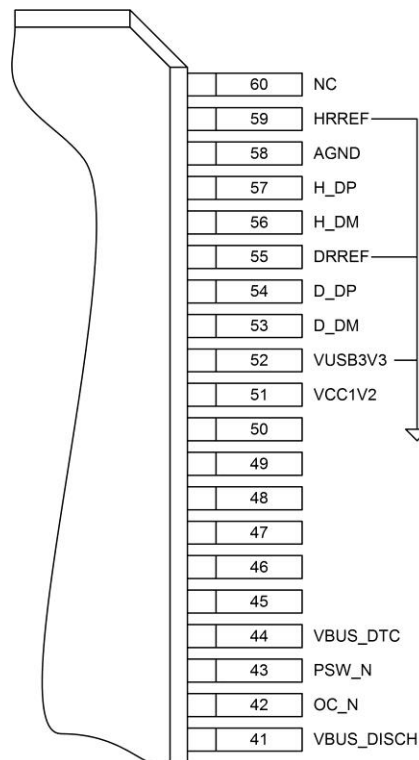 60 NC
59 HRREF
58 AGND
57 H_DP
56 H_DM
55 DRREF
54 D_DP
53 D_DM
52 VUSB3V3
51 VCC1V2
50
49
48
47
46
45
44 VBUS_DTC
43 PSW_N
42 OC_N
41 VBUS_DISCH